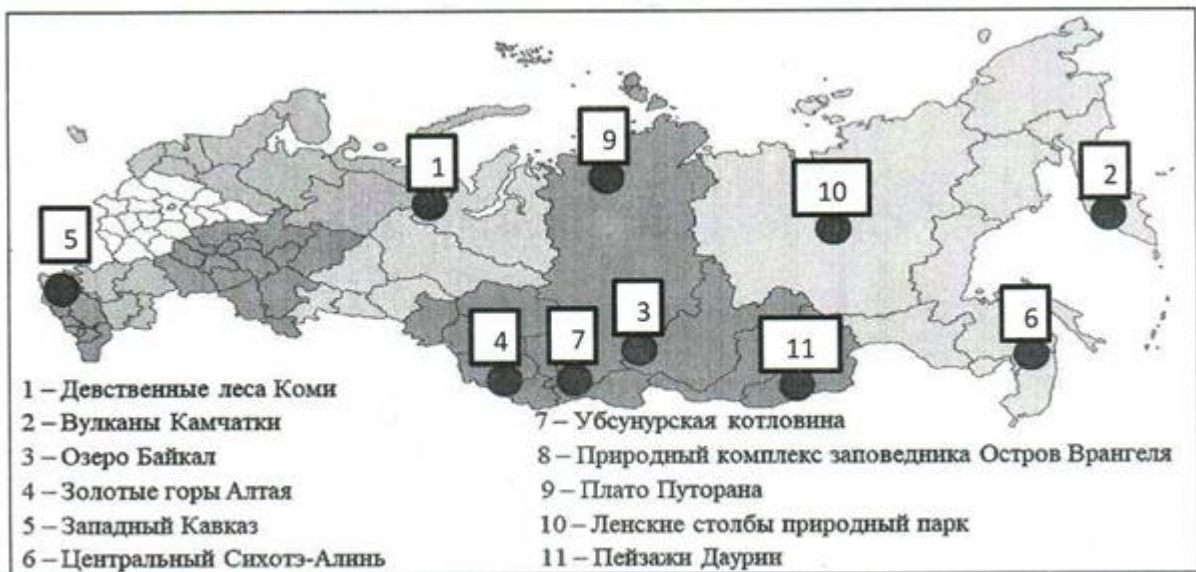 1
9
10
2
5
4
7
3
11
6
1 – Девственные леса Коми
2 – Вулканы Камчатки
3 – Озеро Байкал
4 – Золотые горы Алтая
5 – Западный Кавказ
6 – Центральный Сихотэ-Алинь
7 – Убсунурская котловина
8 – Природный комплекс заповедника Остров Врангеля
9 – Плато Путорана
10 – Ленские столбы природный парк
11 – Пейзажи Даурии